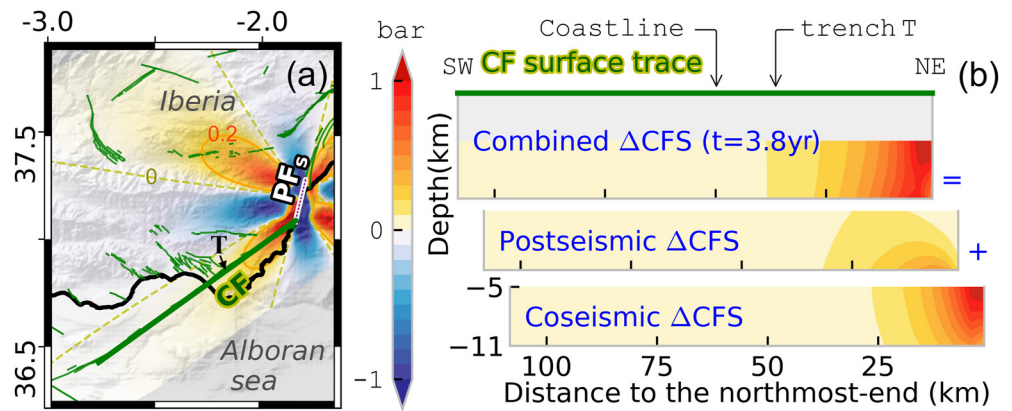 -3.0
-2.0
bar
Coastline
trench T
SW
CF surface trace
NE
(a)
(b)
Iberia
1
0.2
37.5
Combined ΔCFS (t=3.8yr)
0
PFs
=
Depth(km)
0
Postseismic ΔCFS
+
T
CF
−5
Coseismic ΔCFS
36.5
Alboran
sea
−11
−1
100
75
50
25
Distance to the northmost-end (km)